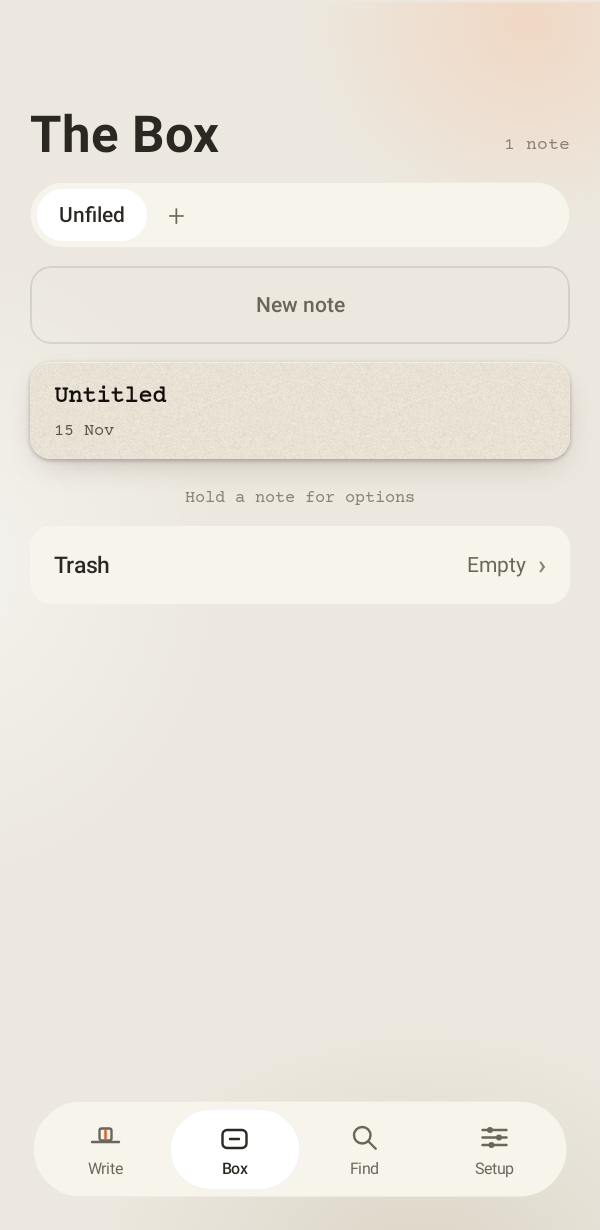 The Box
1 note
Unfiled +
New note
Untitled
15 Nov
Hold a note for options
Trash
Empty ›
Write
Box
Find
Setup